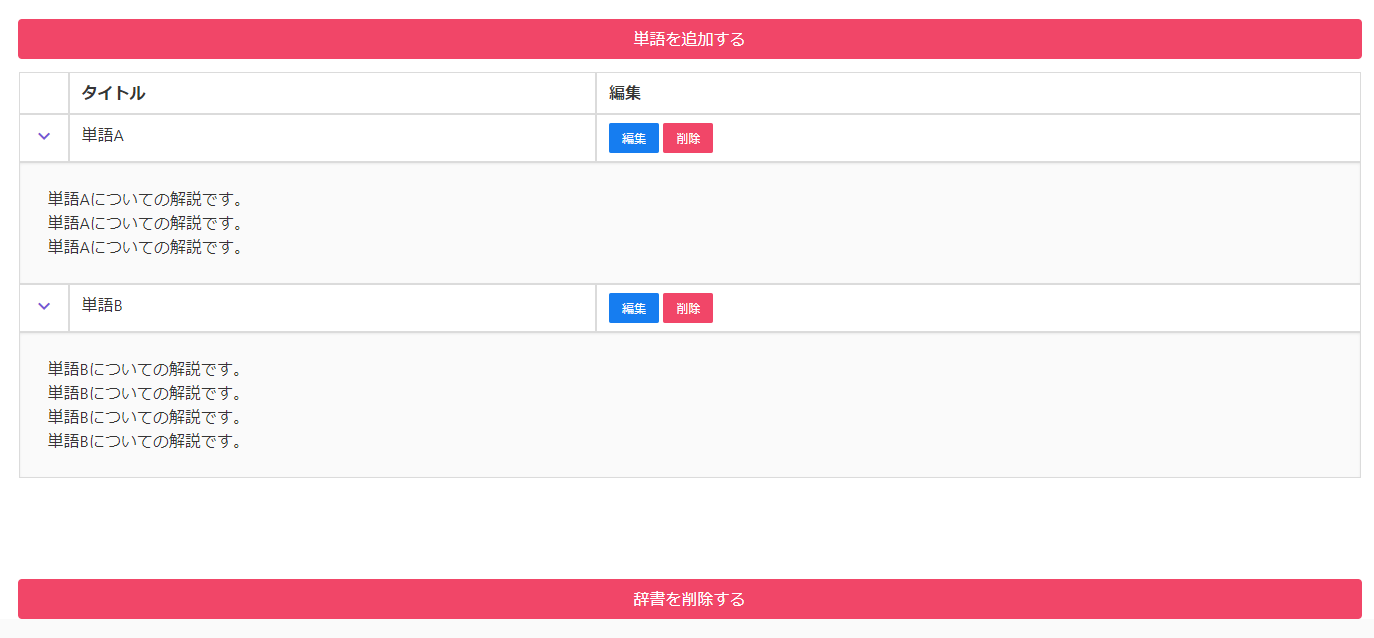 単語を追加する
タイトル 編集
単語A 編集 削除
単語Aについての解説です。
単語Aについての解説です。
単語Aについての解説です。
単語B 編集 削除
単語Bについての解説です。
単語Bについての解説です。
単語Bについての解説です。
単語Bについての解説です。
辞書を削除する